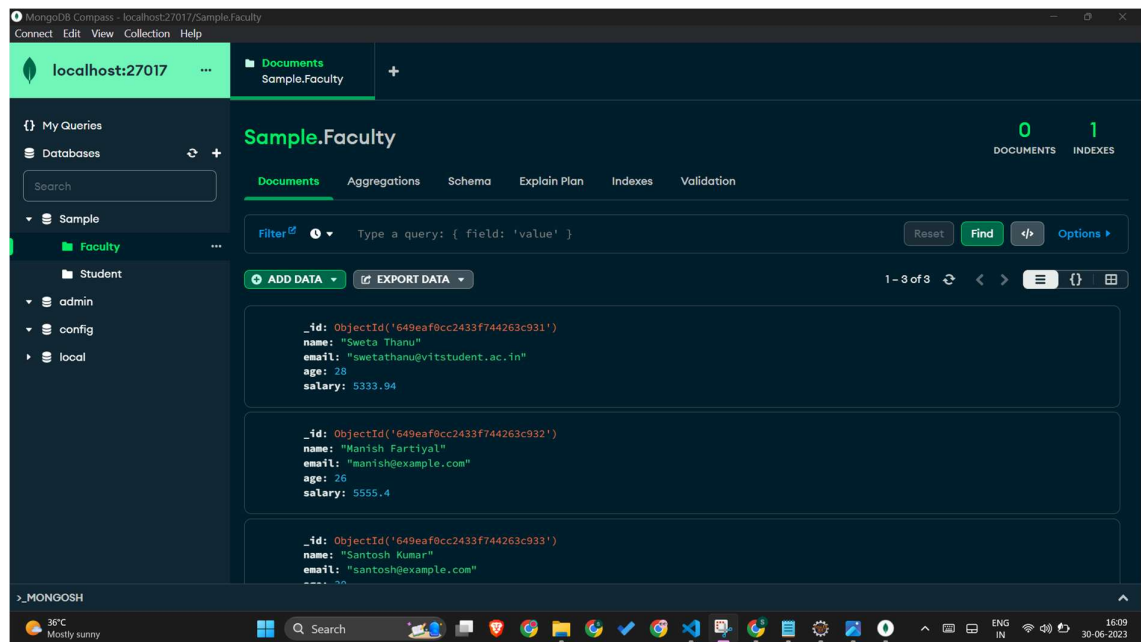 MongoDB Compass - localhost:27017/Sample.Faculty
Connect Edit View Collection Help
localhost:27017 ...
Documents
Sample.Faculty
{} My Queries
Databases
Search
Sample
Faculty ...
Student
admin
config
local
Sample.Faculty
0
DOCUMENTS
1
INDEXES
Documents Aggregations Schema Explain Plan Indexes Validation
Filter Type a query: { field: 'value' } Reset Find </> Options
ADD DATA EXPORT DATA 1 – 3 of 3 {}
_id: ObjectId('649eaf0cc2433f744263c931')
name: "Sweta Thanu"
email: "swetathanu@vitstudent.ac.in"
age: 28
salary: 5333.94
_id: ObjectId('649eaf0cc2433f744263c932')
name: "Manish Fartiyal"
email: "manish@example.com"
age: 26
salary: 5555.4
_id: ObjectId('649eaf0cc2433f744263c933')
name: "Santosh Kumar"
email: "santosh@example.com"
>_MONGOSH
36°C
Mostly sunny
Search
ENG
IN
16:09
30-06-2023